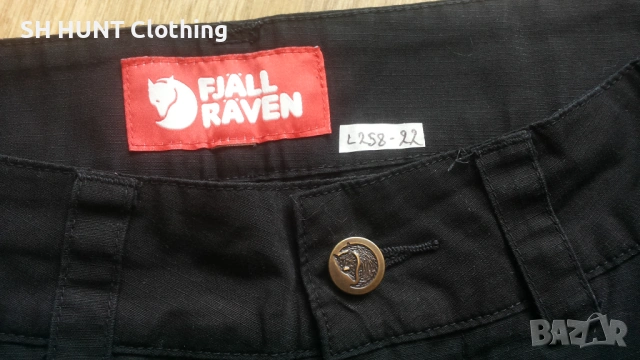 SH HUNT Clothing
FJÄLL
RÄVEN
L258-22
BAZAR